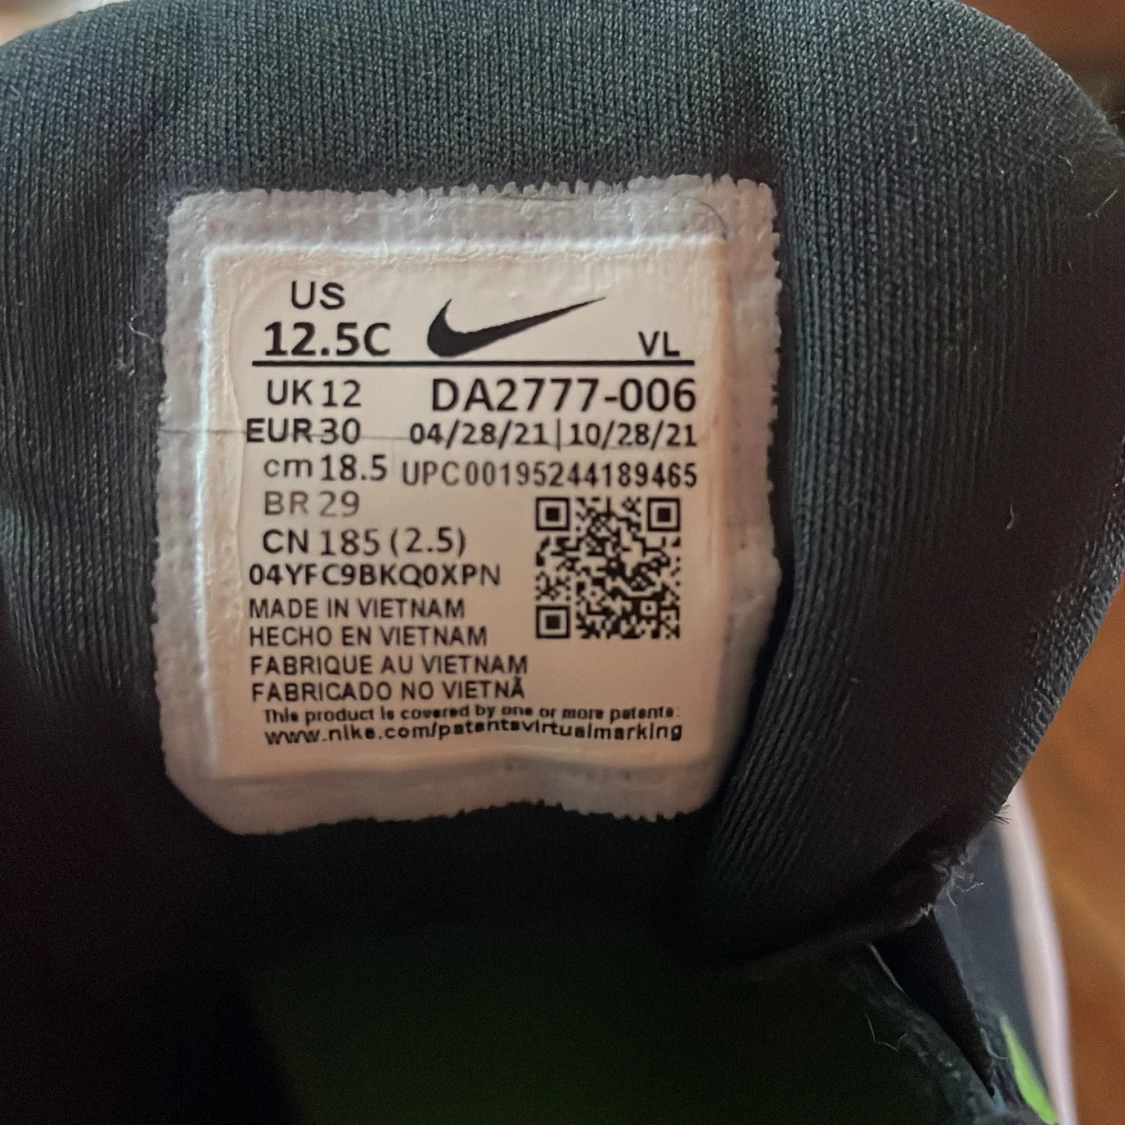 US
12.5C VL
UK 12 DA2777-006
EUR 30 04/28/21|10/28/21
cm 18.5 UPC00195244189465
BR 29
CN 185 (2.5)
04YFC9BKQ0XPN
MADE IN VIETNAM
HECHO EN VIETNAM
FABRIQUE AU VIETNAM
FABRICADO NO VIETNÃ
This product is covered by one or more patents:
www.nike.com/patentsvirtualmarking